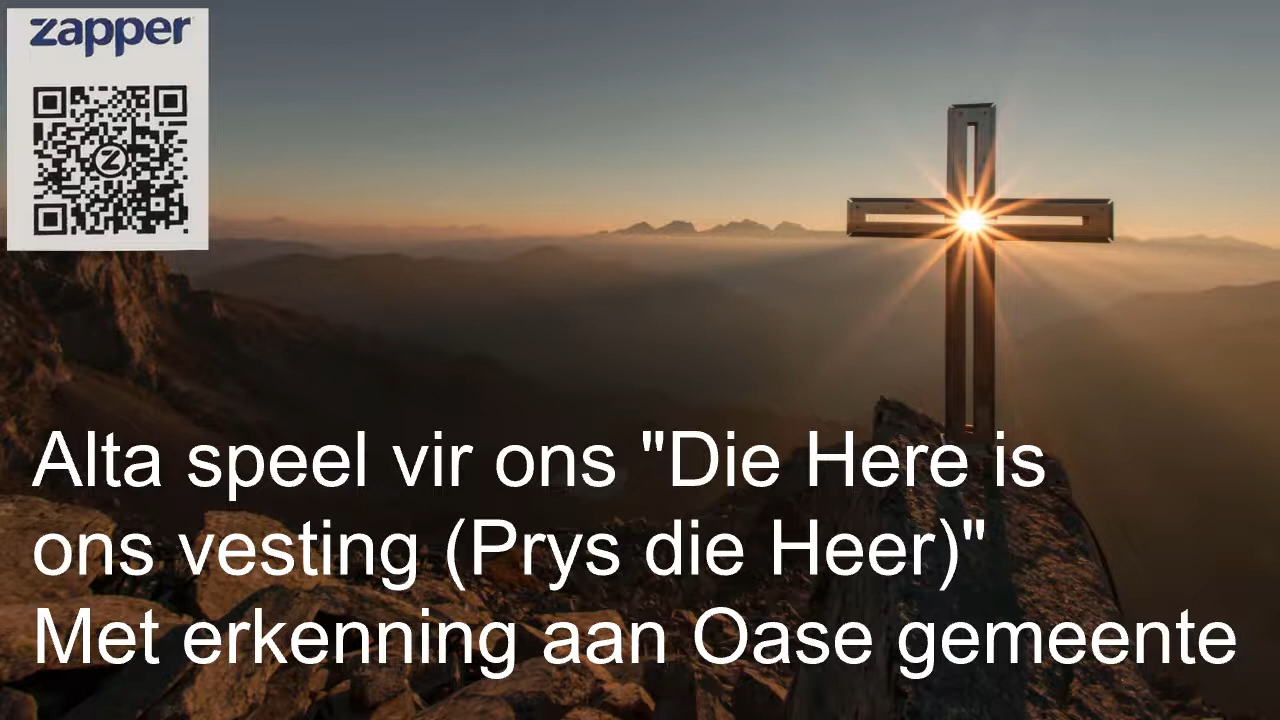 zapper
Z
Alta speel vir ons "Die Here is
ons vesting (Prys die Heer)"
Met erkenning aan Oase gemeente